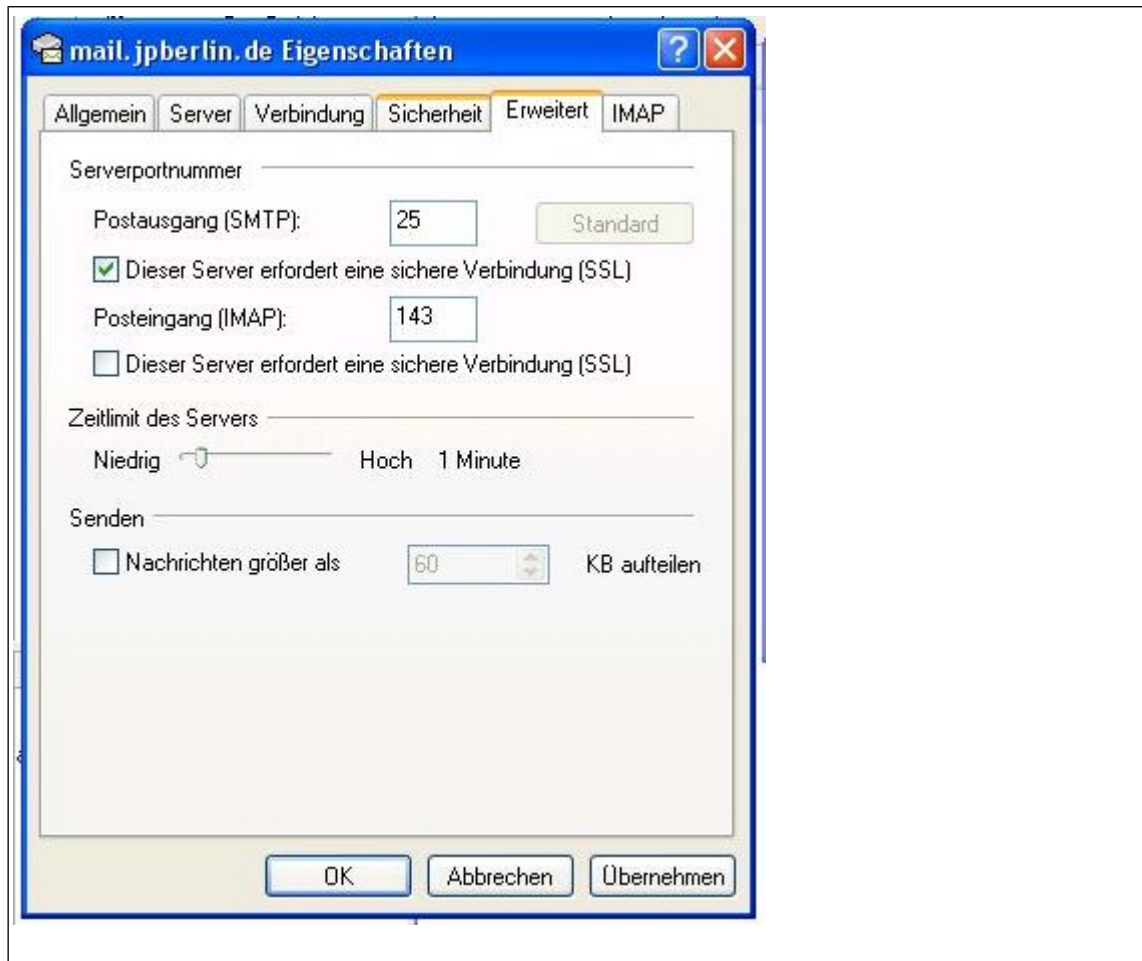 mail.jpberlin.de Eigenschaften
Allgemein Server Verbindung Sicherheit Erweitert IMAP
Serverportnummer
Postausgang (SMTP): 25 Standard
Dieser Server erfordert eine sichere Verbindung (SSL)
Posteingang (IMAP): 143
Dieser Server erfordert eine sichere Verbindung (SSL)
Zeitlimit des Servers
Niedrig Hoch 1 Minute
Senden
Nachrichten größer als 60 KB aufteilen
OK Abbrechen Übernehmen